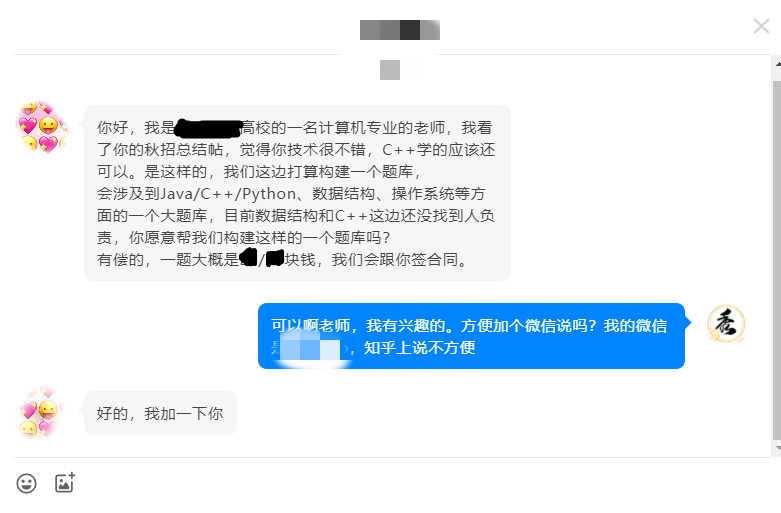 你好，我是高校的一名计算机专业的老师，我看
了你的秋招总结帖，觉得你技术很不错，C++学的应该还
可以。是这样的，我们这边打算构建一个题库，
会涉及到Java/C++/Python、数据结构、操作系统等方
面的一个大题库，目前数据结构和C++这边还没找到人负
责，你愿意帮我们构建这样的一个题库吗？
有偿的，一题大概是/块钱，我们会跟你签合同。
可以啊老师，我有兴趣的。方便加个微信说吗？我的微信
是，知乎上说不方便
秀
好的，我加一下你